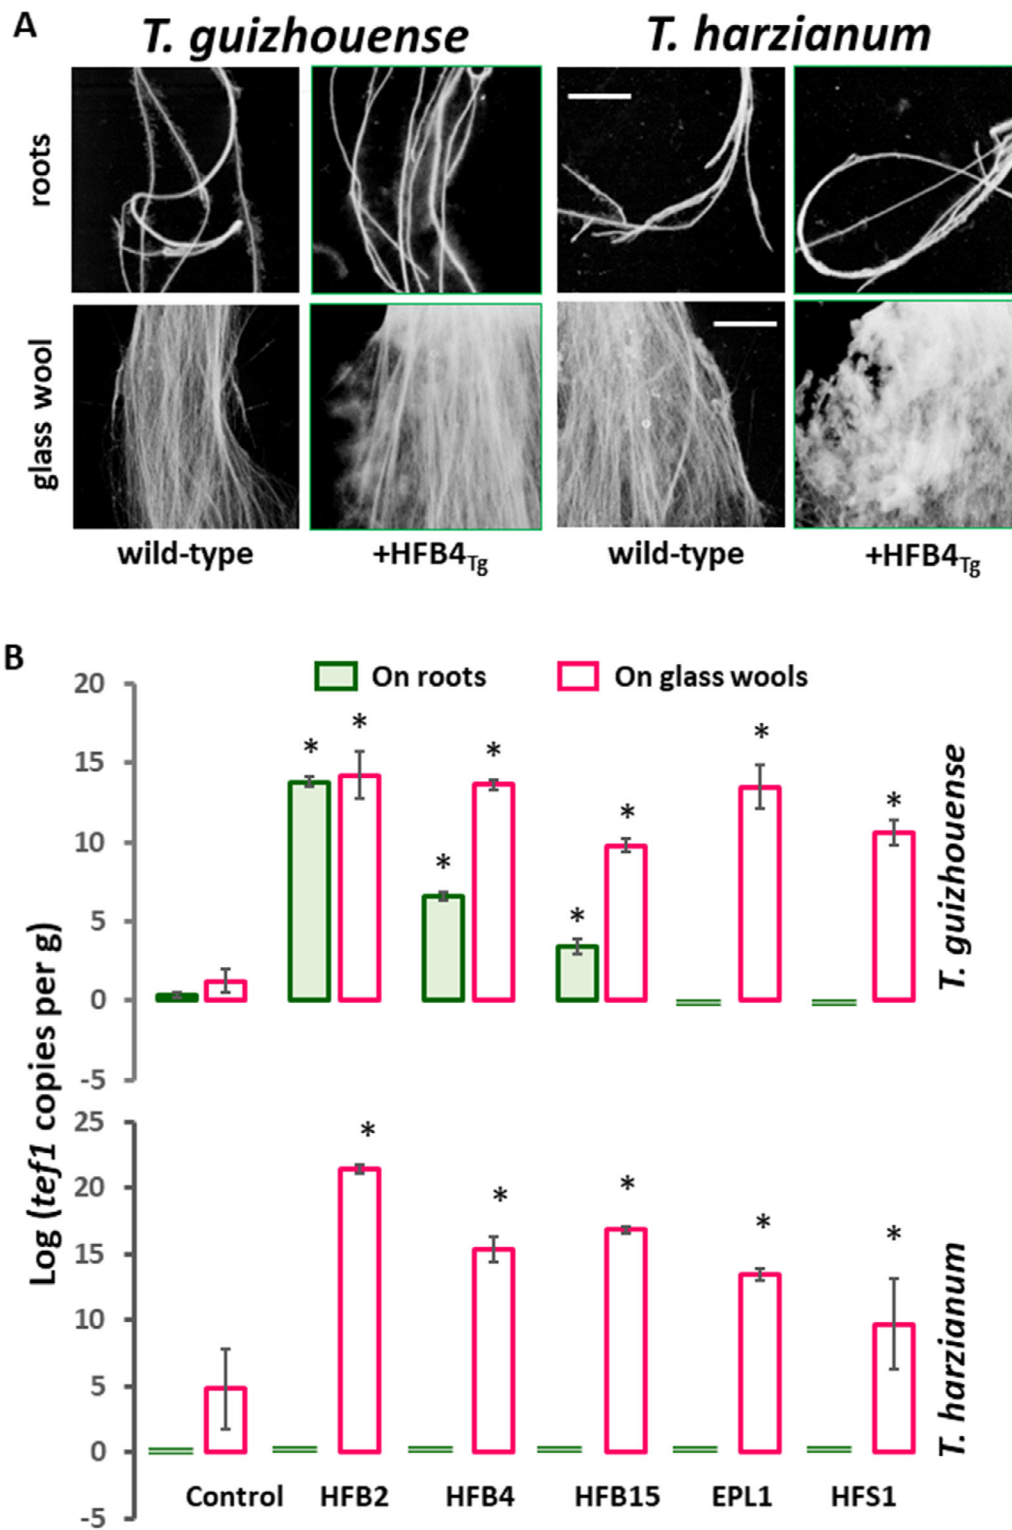 A
T. guizhouense T. harzianum
roots
glass wool
wild-type +HFB4Tg wild-type +HFB4Tg
B
On roots On glass wools
Log (tef1 copies per g)
20
* * * * * * * *
15
10
5
0
-5
T. guizhouense
25
* * * * *
20
15
10
5
0
-5
T. harzianum
Control HFB2 HFB4 HFB15 EPL1 HFS1